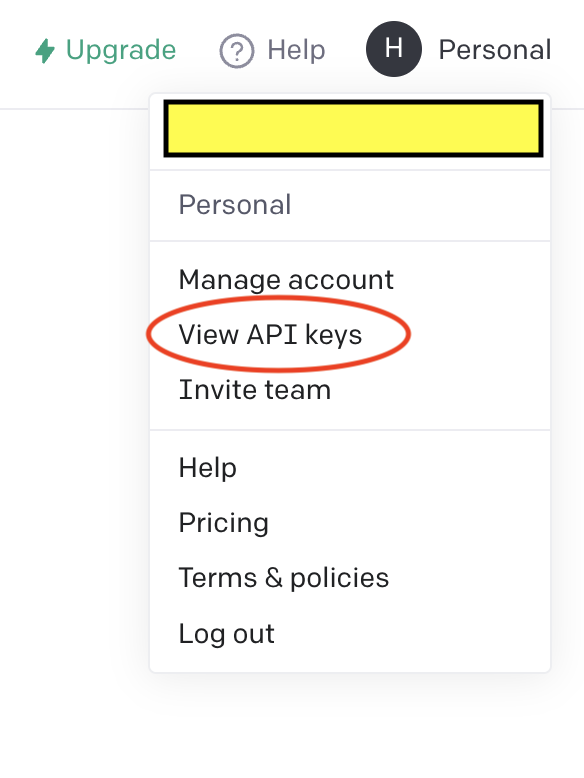 Upgrade ? Help H Personal
Personal
Manage account
View API keys
Invite team
Help
Pricing
Terms & policies
Log out